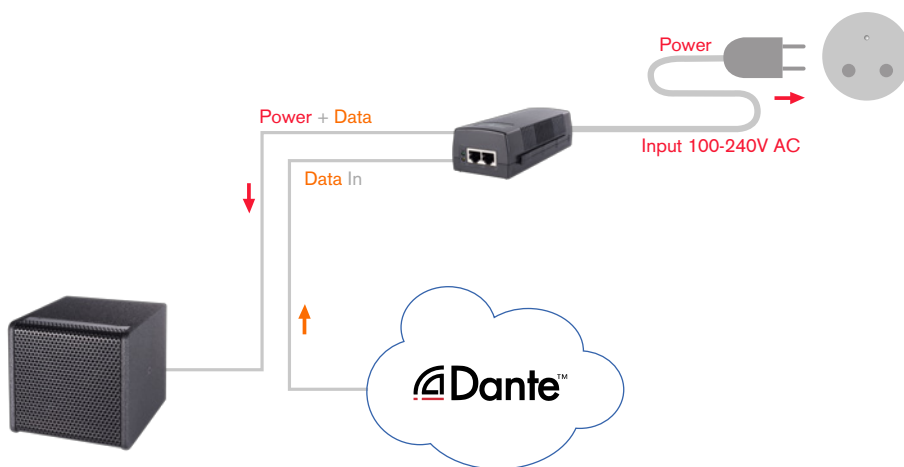 Power
Power + Data
Input 100-240V AC
Data In
Dante™